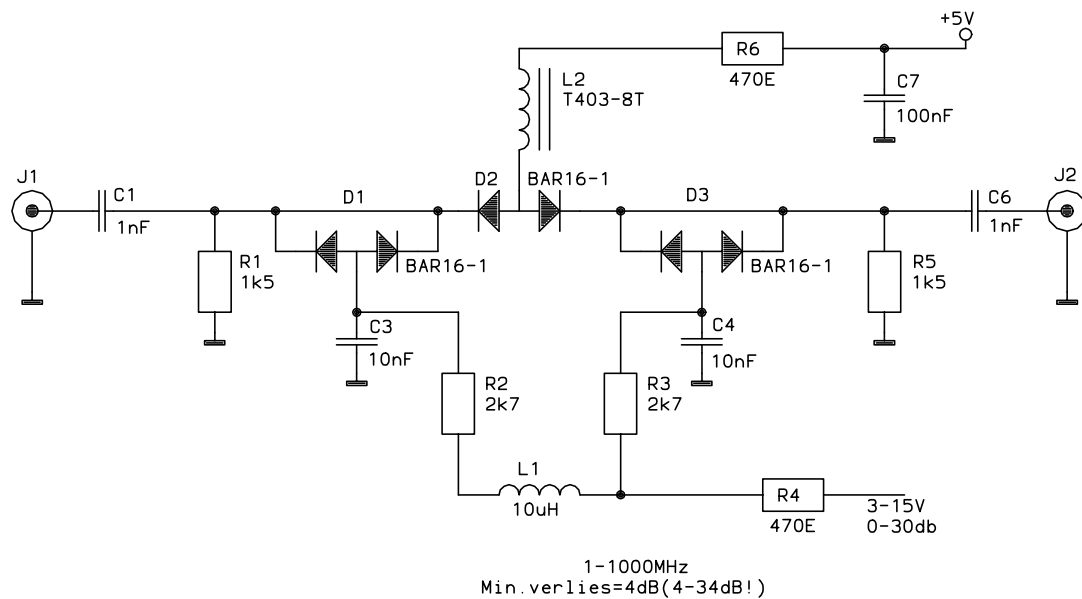 +5V
R6
470E
C7
100nF
L2
T403-8T
J1
C1
1nF
D1
D2
BAR16-1
D3
C6
1nF
J2
R1
1k5
BAR16-1
BAR16-1
R5
1k5
C3
10nF
C4
10nF
R2
2k7
R3
2k7
L1
10uH
R4
470E
3-15V
0-30db
1-1000MHz
Min.verlies=4dB(4-34dB!)